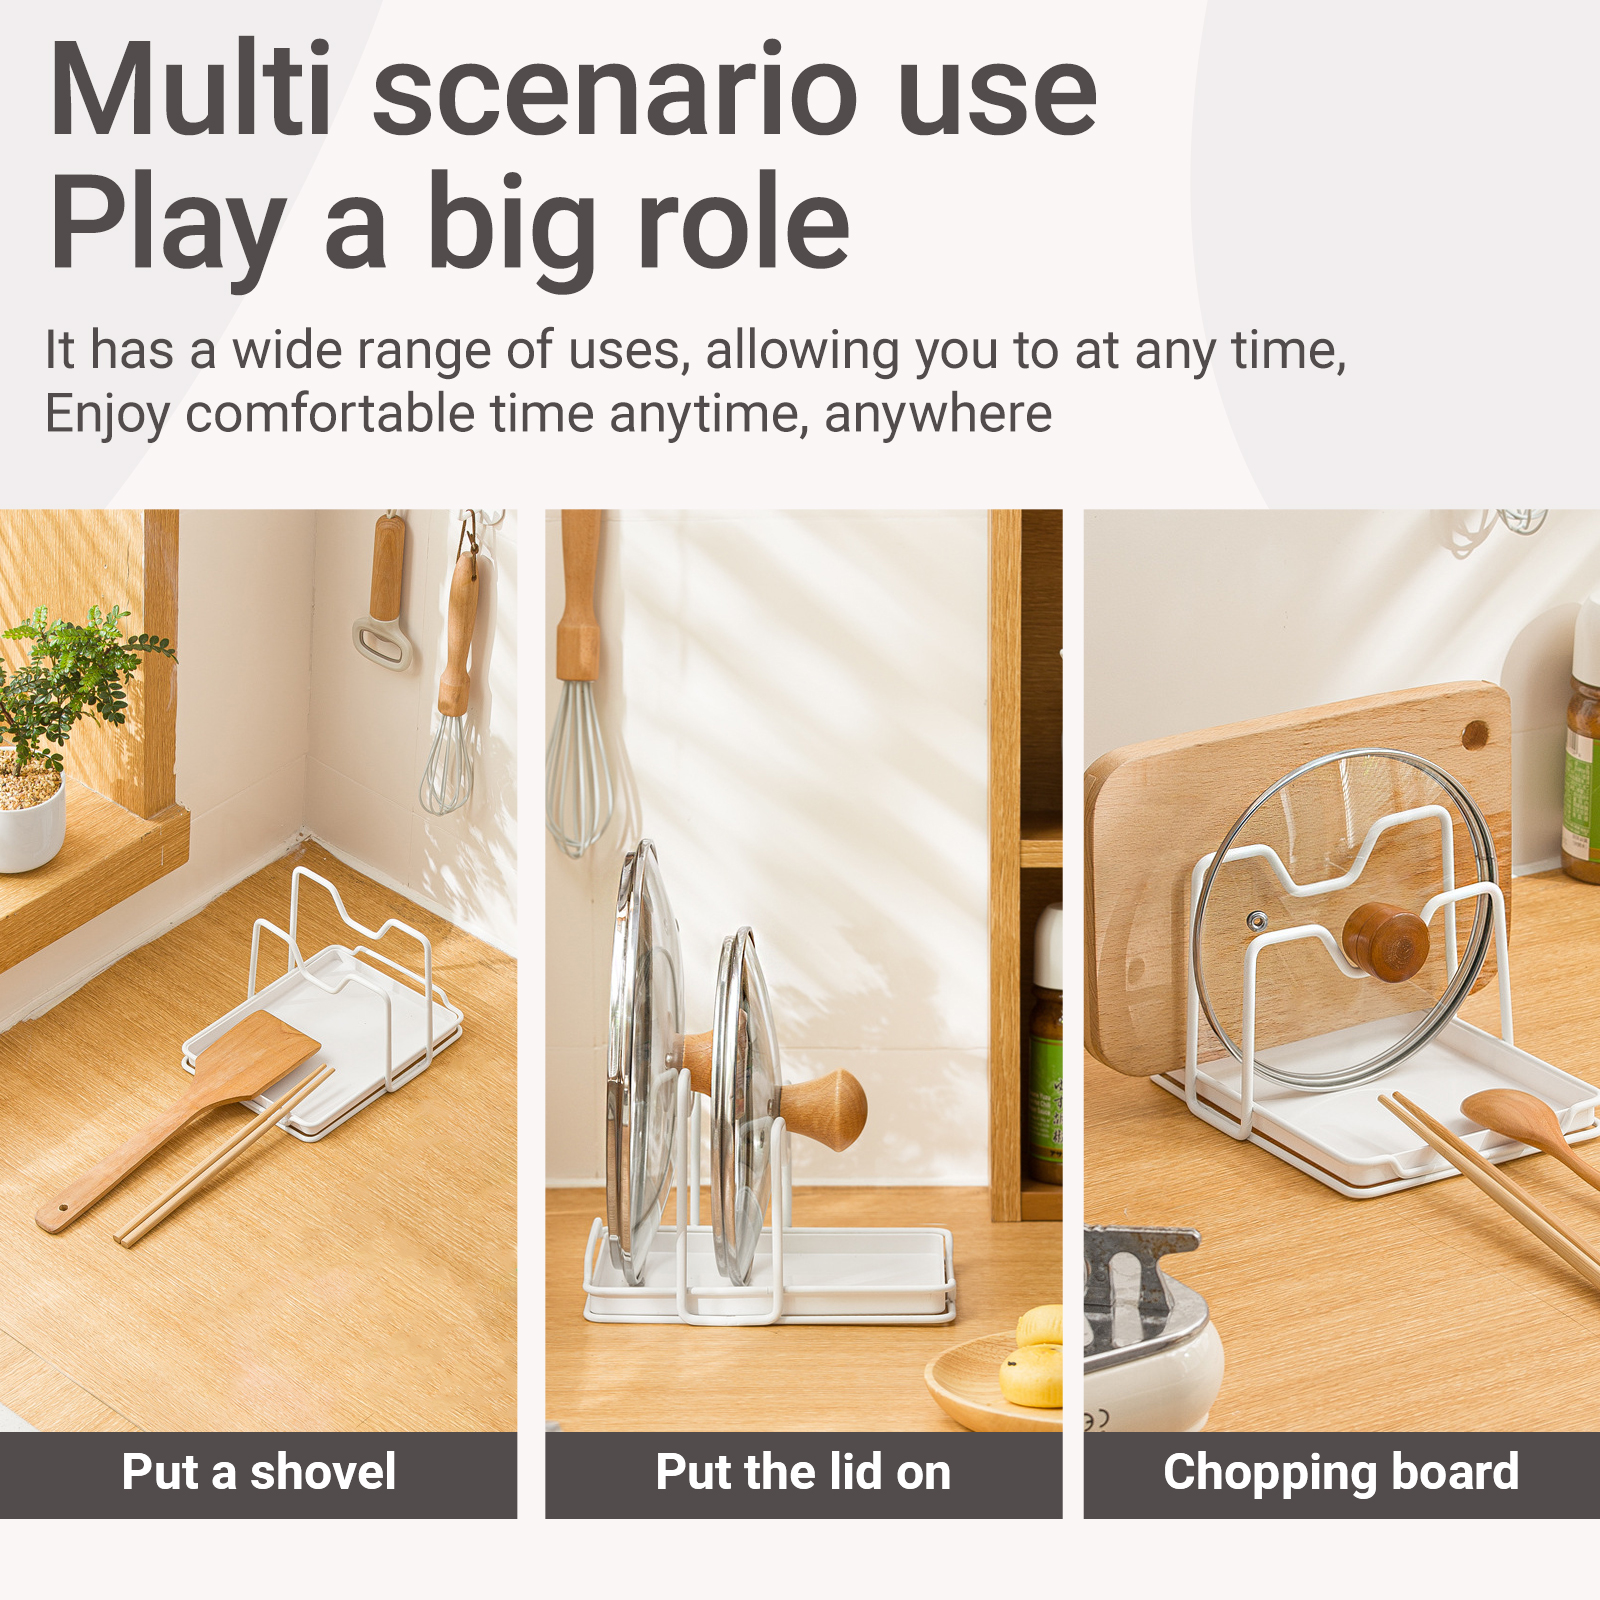 Multi scenario use
Play a big role
It has a wide range of uses, allowing you to at any time,
Enjoy comfortable time anytime, anywhere
Put a shovel
Put the lid on
Chopping board